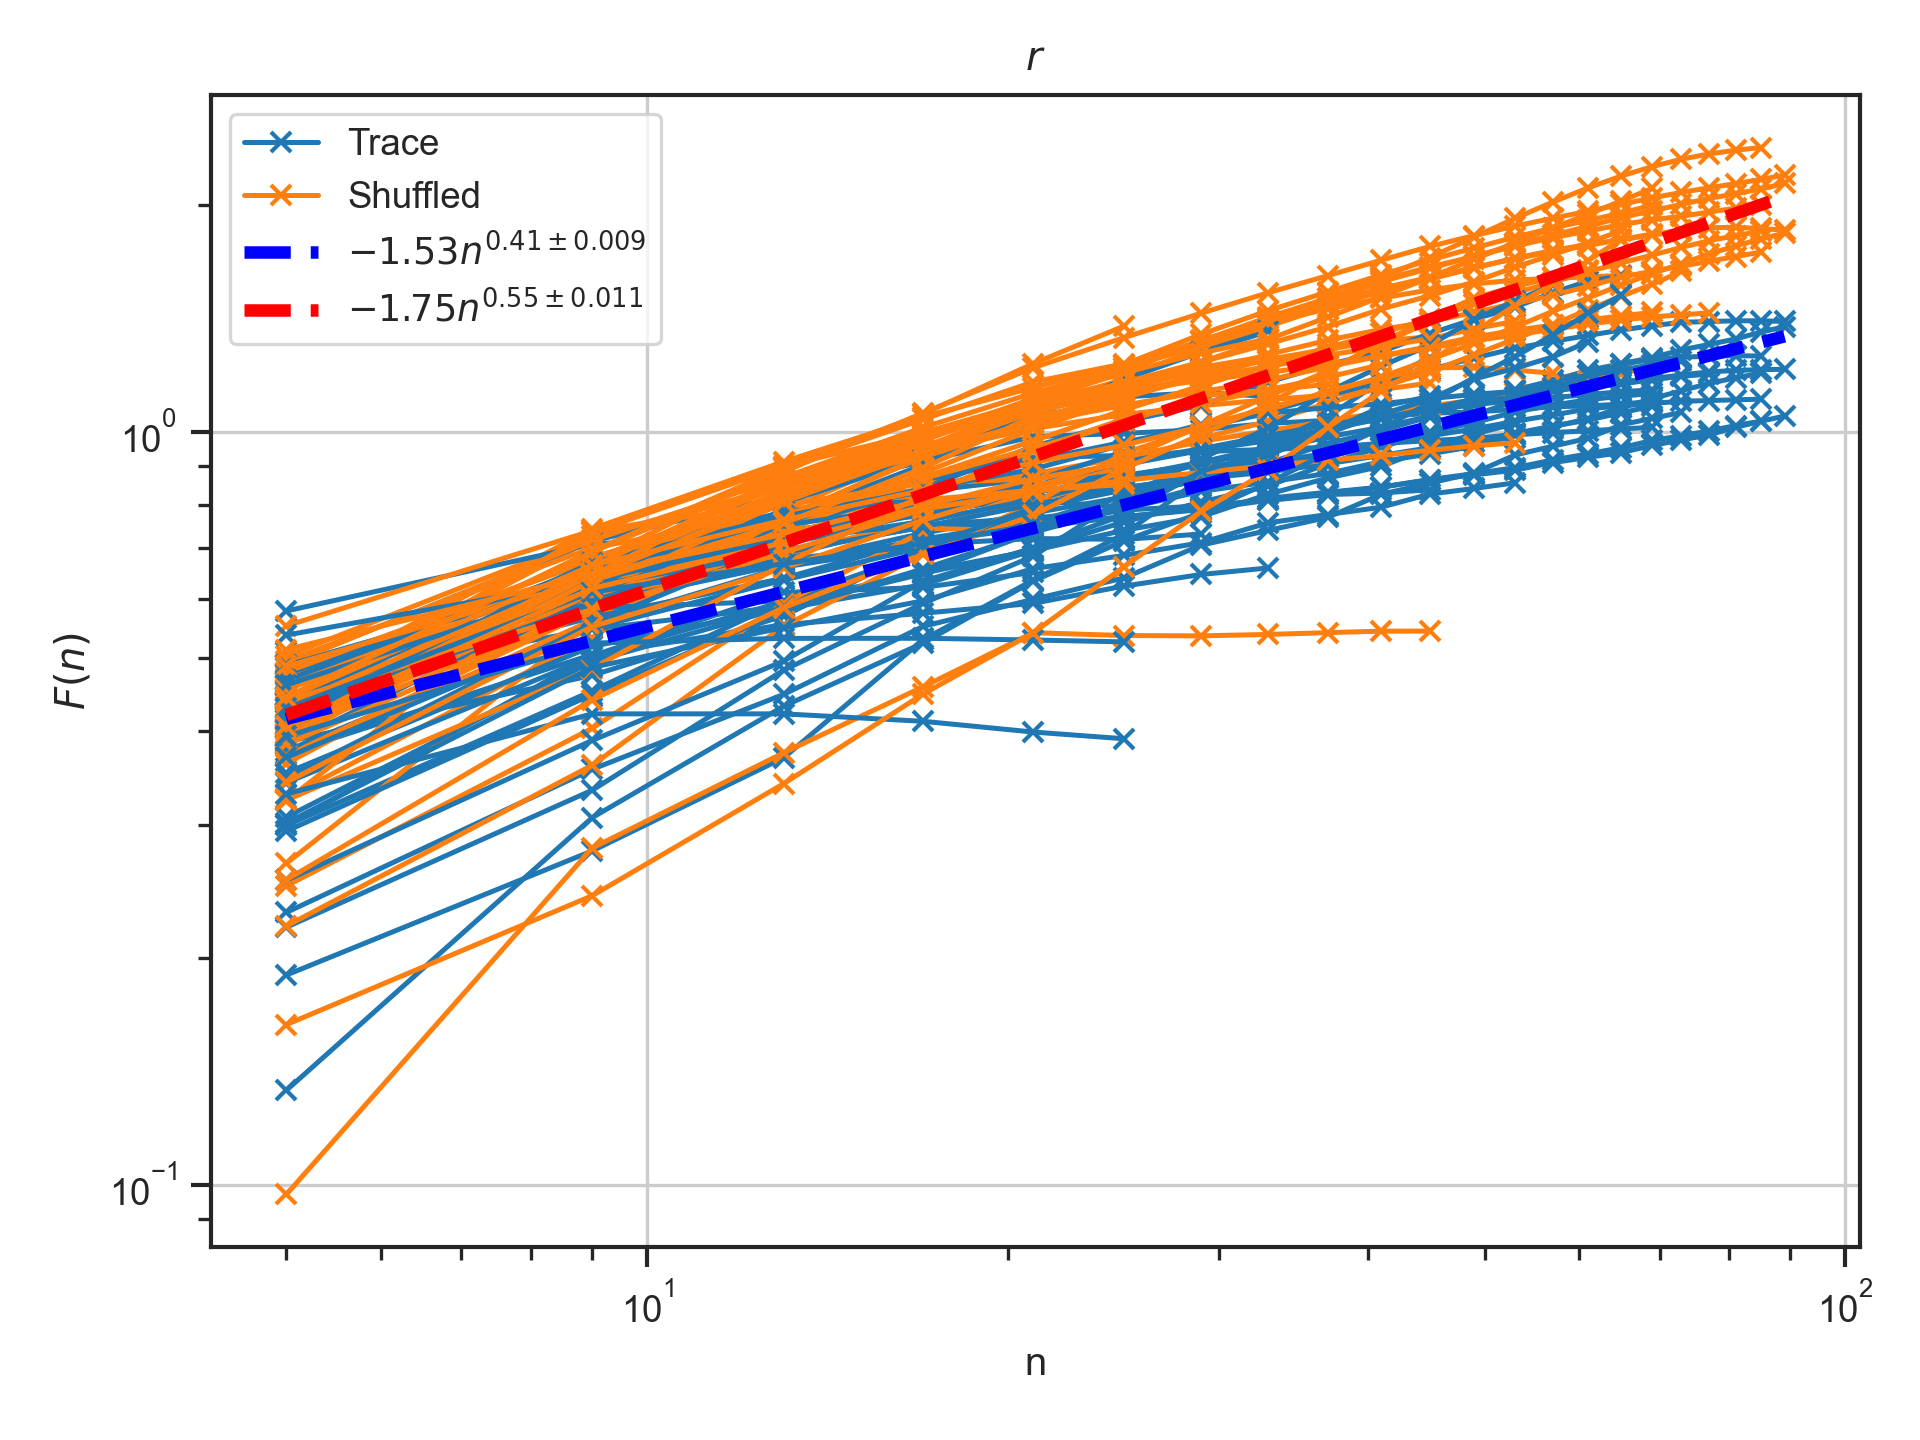 r
Trace
Shuffled
−1.53n^{0.41±0.009}
−1.75n^{0.55±0.011}
10^0
10^{−1}
F(n)
10^1
10^2
n